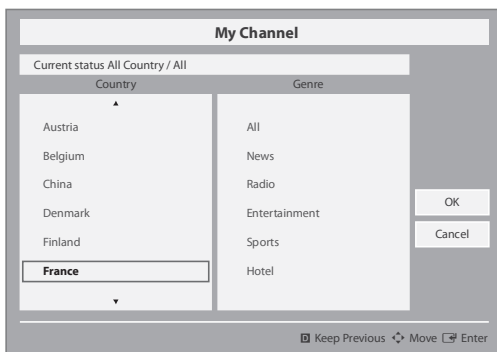 My Channel
Current status All Country / All
Country
Genre
Austria
Belgium
China
Denmark
Finland
France
All
News
Radio
Entertainment
Sports
Hotel
OK
Cancel
D Keep Previous Move Enter